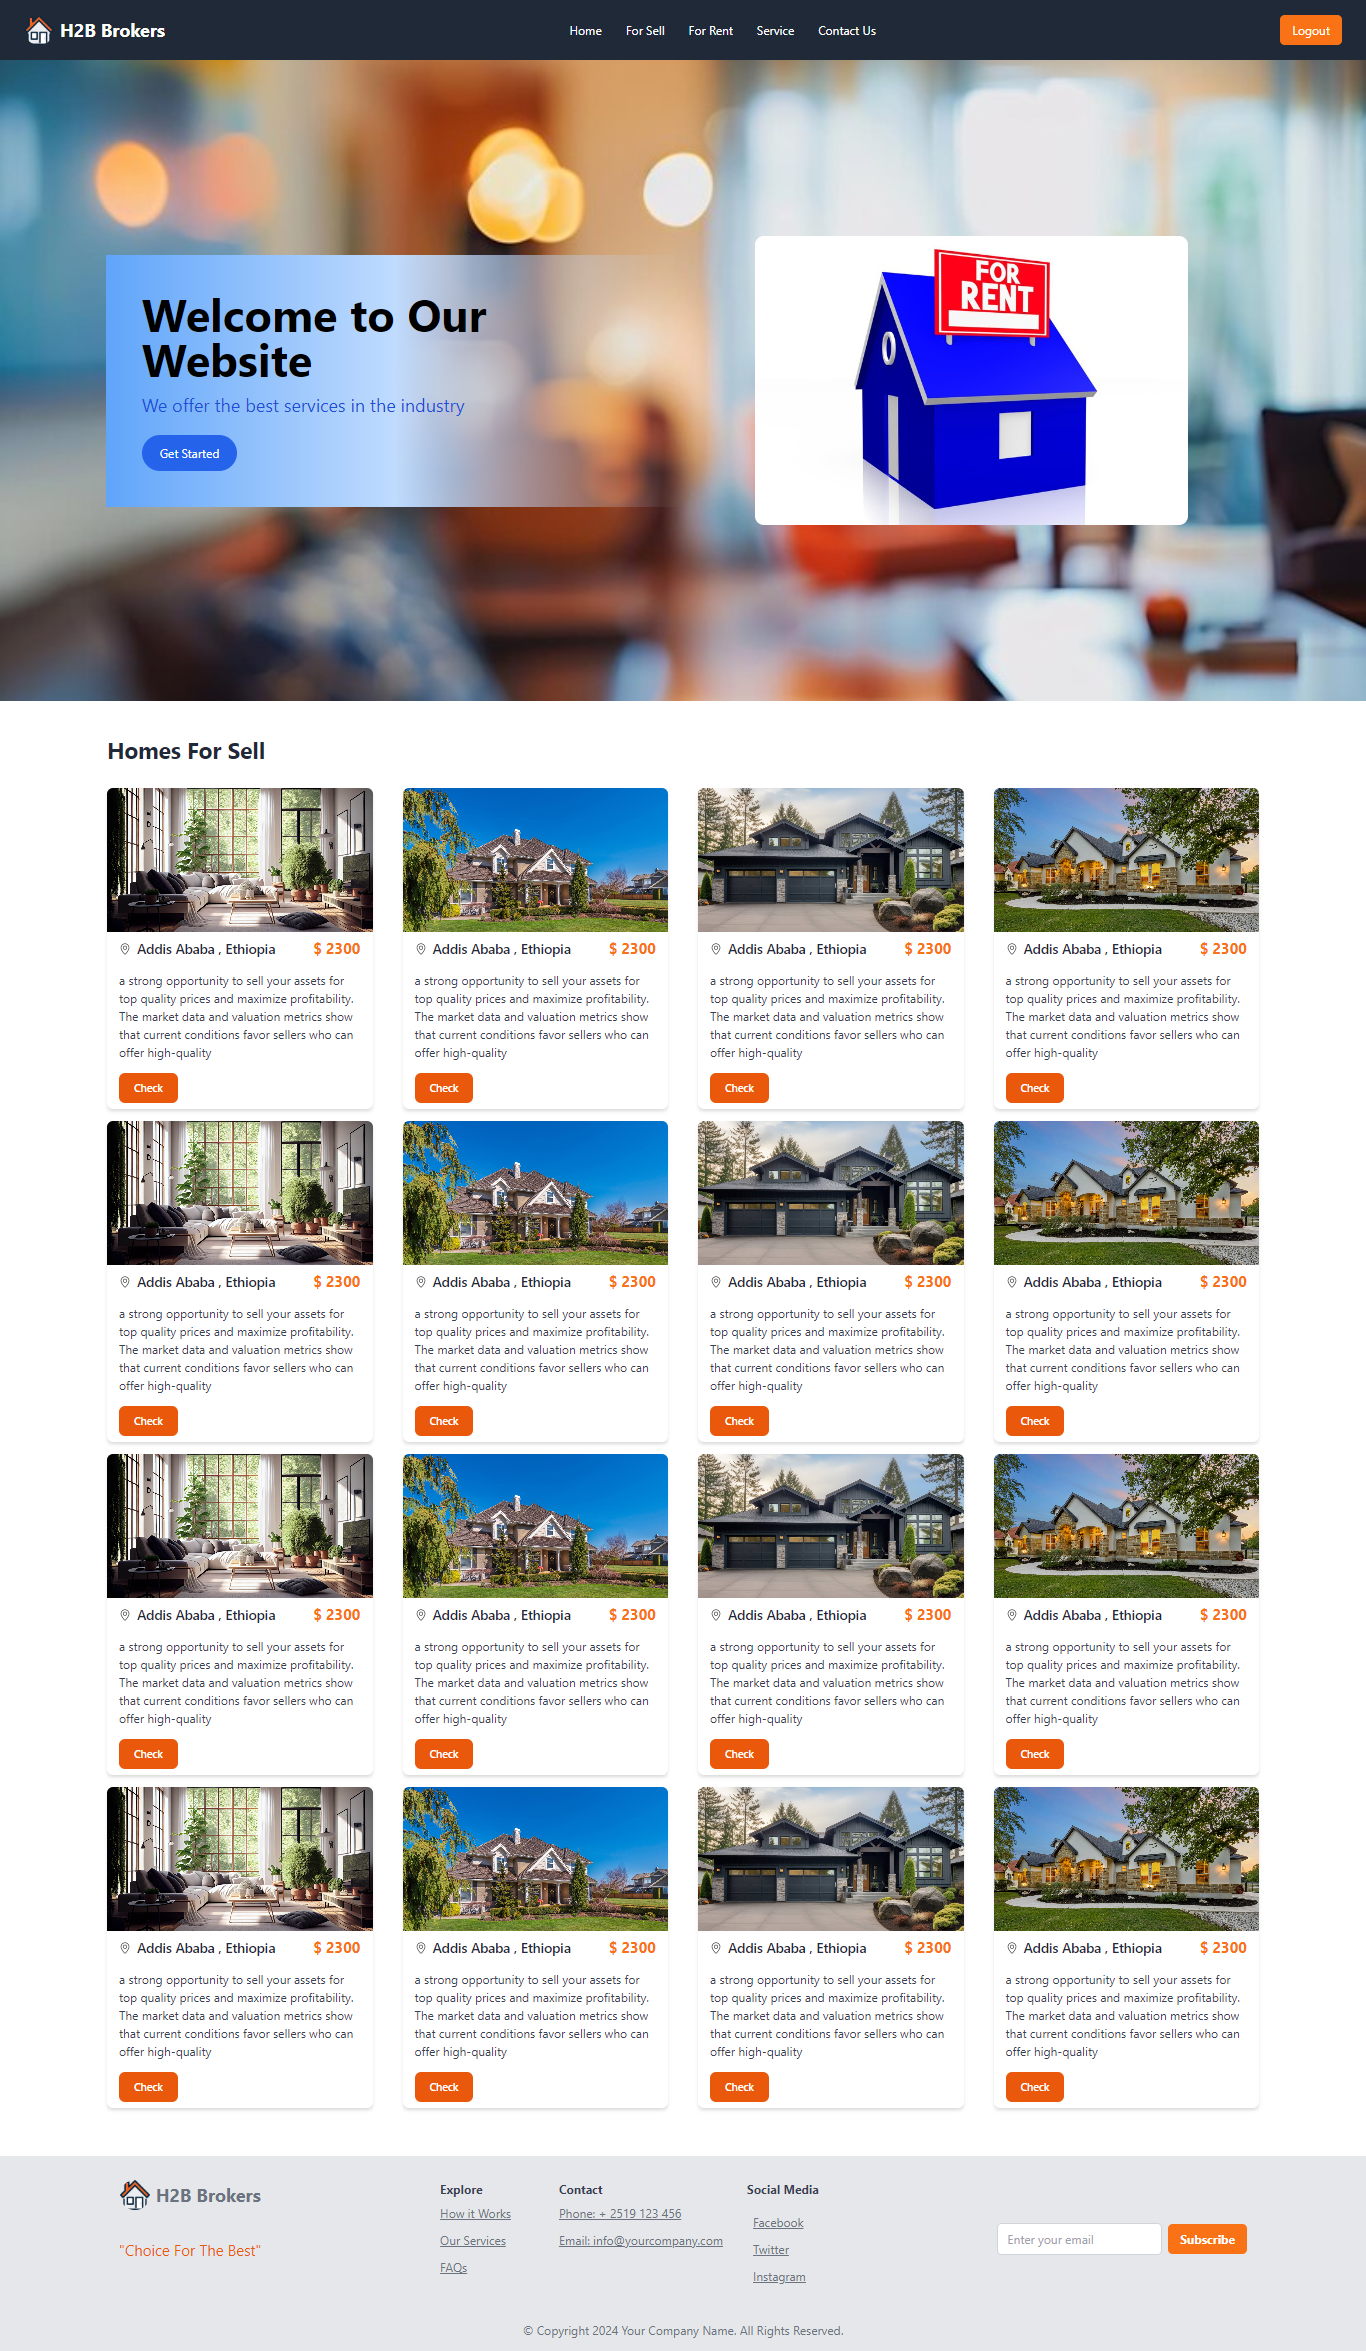 H2B Brokers
Home
For Sell
For Rent
Service
Contact Us
Logout
Welcome to Our
Website
We offer the best services in the industry
Get Started
FOR
RENT
Homes For Sell
Addis Ababa , Ethiopia $ 2300
a strong opportunity to sell your assets for
top quality prices and maximize profitability.
The market data and valuation metrics show
that current conditions favor sellers who can
offer high-quality
Check
Addis Ababa , Ethiopia $ 2300
a strong opportunity to sell your assets for
top quality prices and maximize profitability.
The market data and valuation metrics show
that current conditions favor sellers who can
offer high-quality
Check
Addis Ababa , Ethiopia $ 2300
a strong opportunity to sell your assets for
top quality prices and maximize profitability.
The market data and valuation metrics show
that current conditions favor sellers who can
offer high-quality
Check
Addis Ababa , Ethiopia $ 2300
a strong opportunity to sell your assets for
top quality prices and maximize profitability.
The market data and valuation metrics show
that current conditions favor sellers who can
offer high-quality
Check
Addis Ababa , Ethiopia $ 2300
a strong opportunity to sell your assets for
top quality prices and maximize profitability.
The market data and valuation metrics show
that current conditions favor sellers who can
offer high-quality
Check
Addis Ababa , Ethiopia $ 2300
a strong opportunity to sell your assets for
top quality prices and maximize profitability.
The market data and valuation metrics show
that current conditions favor sellers who can
offer high-quality
Check
Addis Ababa , Ethiopia $ 2300
a strong opportunity to sell your assets for
top quality prices and maximize profitability.
The market data and valuation metrics show
that current conditions favor sellers who can
offer high-quality
Check
Addis Ababa , Ethiopia $ 2300
a strong opportunity to sell your assets for
top quality prices and maximize profitability.
The market data and valuation metrics show
that current conditions favor sellers who can
offer high-quality
Check
Addis Ababa , Ethiopia $ 2300
a strong opportunity to sell your assets for
top quality prices and maximize profitability.
The market data and valuation metrics show
that current conditions favor sellers who can
offer high-quality
Check
Addis Ababa , Ethiopia $ 2300
a strong opportunity to sell your assets for
top quality prices and maximize profitability.
The market data and valuation metrics show
that current conditions favor sellers who can
offer high-quality
Check
Addis Ababa , Ethiopia $ 2300
a strong opportunity to sell your assets for
top quality prices and maximize profitability.
The market data and valuation metrics show
that current conditions favor sellers who can
offer high-quality
Check
Addis Ababa , Ethiopia $ 2300
a strong opportunity to sell your assets for
top quality prices and maximize profitability.
The market data and valuation metrics show
that current conditions favor sellers who can
offer high-quality
Check
Addis Ababa , Ethiopia $ 2300
a strong opportunity to sell your assets for
top quality prices and maximize profitability.
The market data and valuation metrics show
that current conditions favor sellers who can
offer high-quality
Check
Addis Ababa , Ethiopia $ 2300
a strong opportunity to sell your assets for
top quality prices and maximize profitability.
The market data and valuation metrics show
that current conditions favor sellers who can
offer high-quality
Check
Addis Ababa , Ethiopia $ 2300
a strong opportunity to sell your assets for
top quality prices and maximize profitability.
The market data and valuation metrics show
that current conditions favor sellers who can
offer high-quality
Check
Addis Ababa , Ethiopia $ 2300
a strong opportunity to sell your assets for
top quality prices and maximize profitability.
The market data and valuation metrics show
that current conditions favor sellers who can
offer high-quality
Check
H2B Brokers
"Choice For The Best"
Explore
How it Works
Our Services
FAQs
Contact
Phone: + 2519 123 456
Email: info@yourcompany.com
Social Media
Facebook
Twitter
Instagram
Enter your email
Subscribe
© Copyright 2024 Your Company Name. All Rights Reserved.